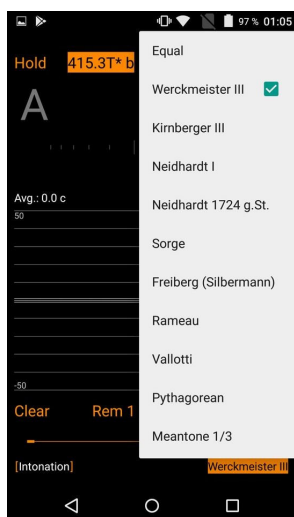 97 % 01:05
Hold 415.3T* b
A
Avg.: 0.0 c
50
-50
Clear Rem 1
[Intonation] Werckmeister III
Equal
Werckmeister III
Kirnberger III
Neidhardt I
Neidhardt 1724 g.St.
Sorge
Freiberg (Silbermann)
Rameau
Vallotti
Pythagorean
Meantone 1/3